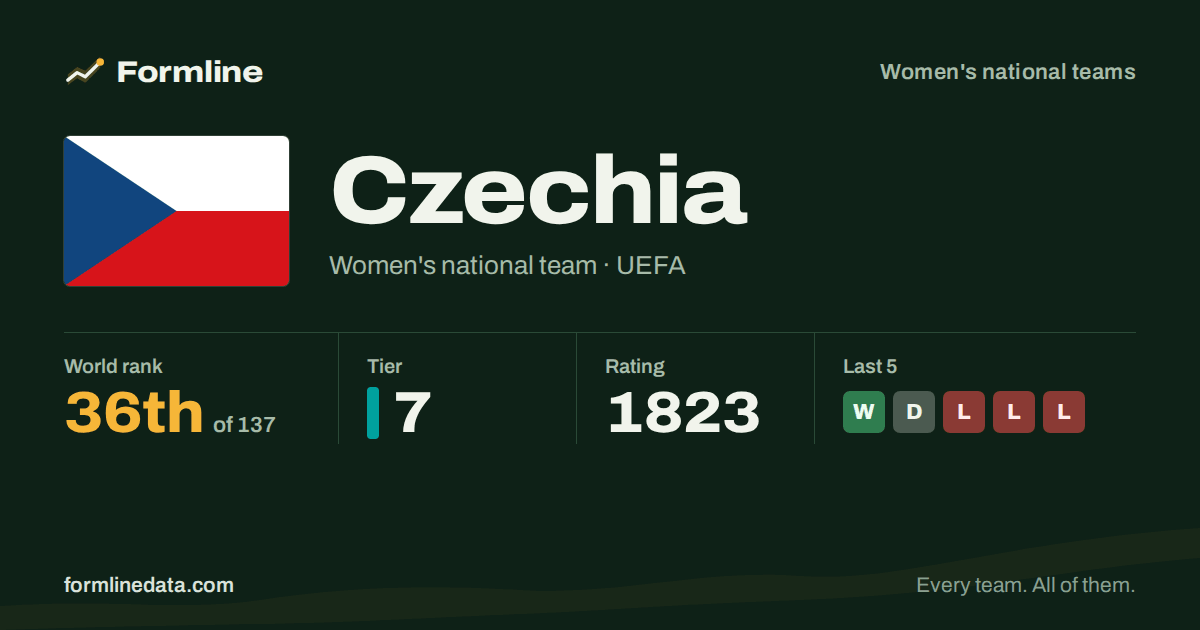 Formline
Women's national teams
Czechia
Women's national team · UEFA
World rank
36th of 137
Tier
7
Rating
1823
Last 5
W D L L L
formlinedata.com
Every team. All of them.